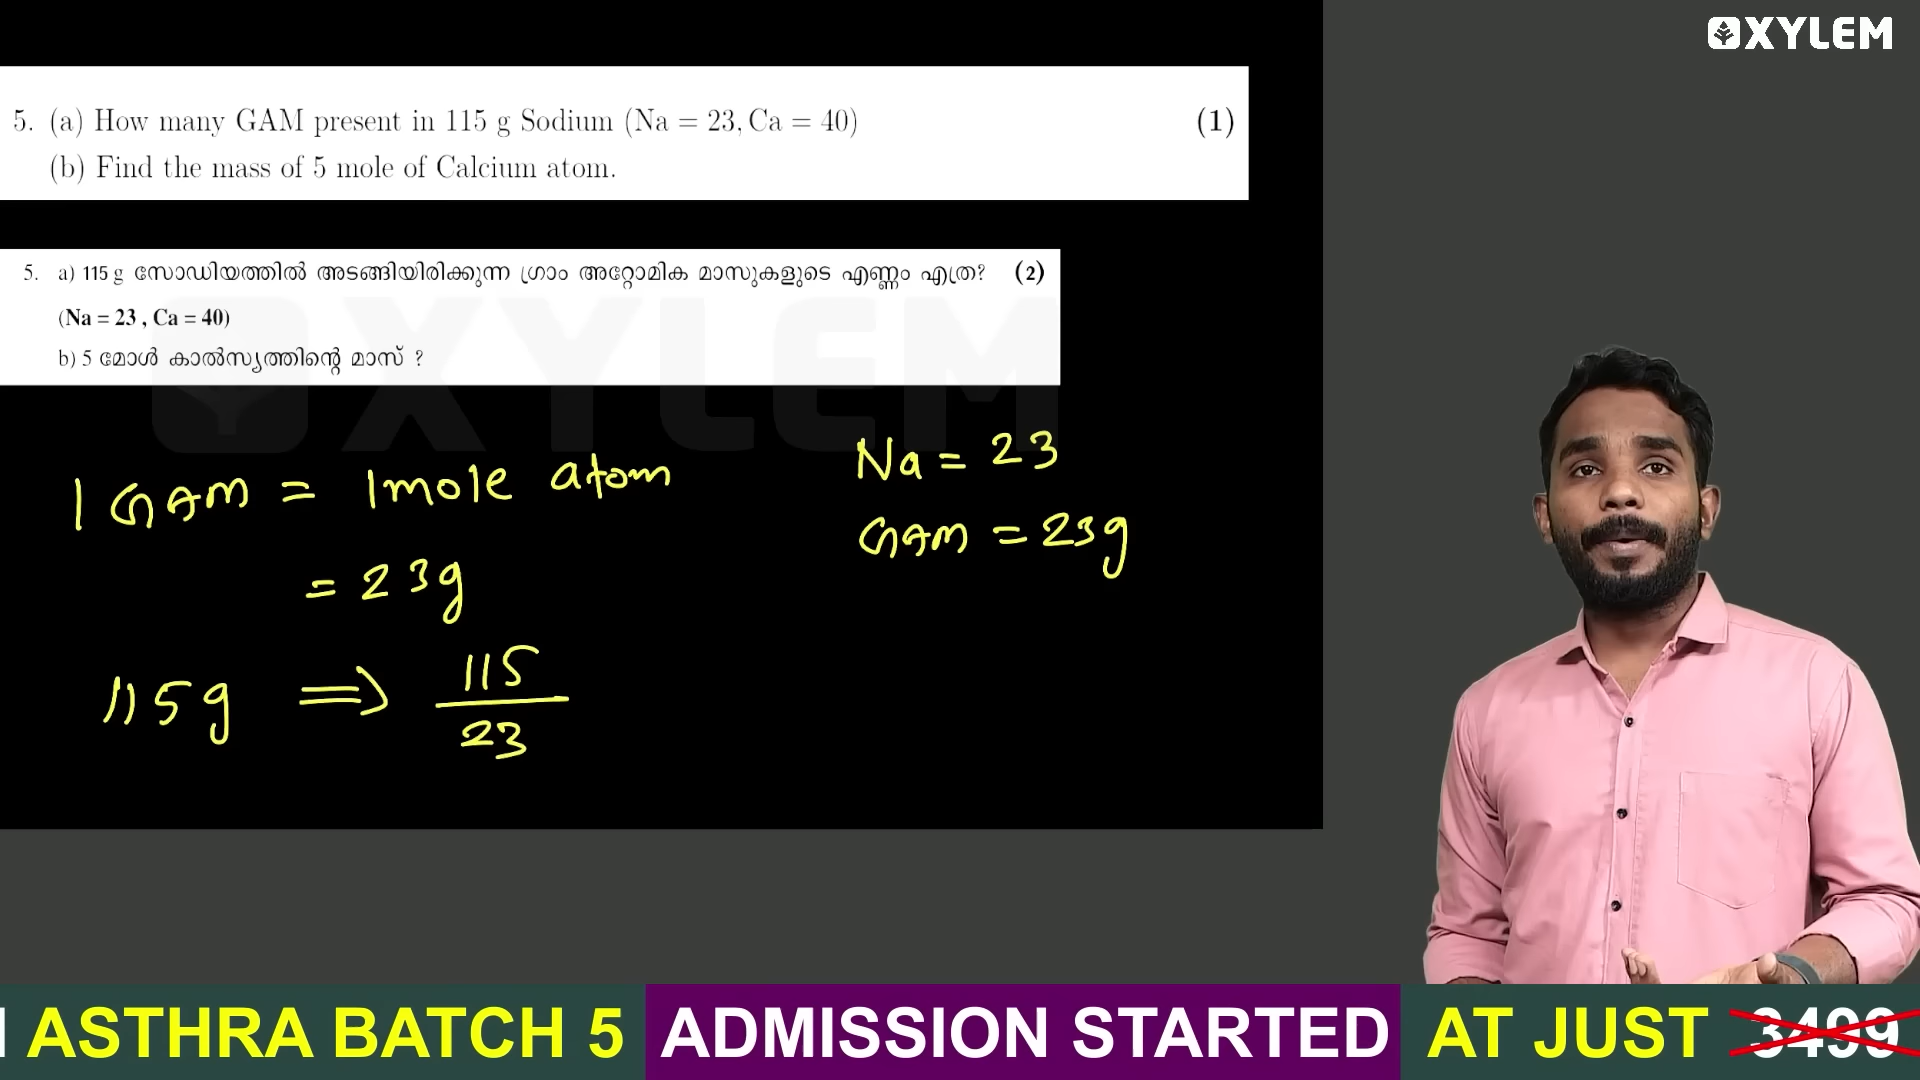 XYLEM
5. (a) How many GAM present in 115 g Sodium (Na = 23, Ca = 40) (1)
(b) Find the mass of 5 mole of Calcium atom.
5. a) 115 g സോഡിയത്തിൽ അടങ്ങിയിരിക്കുന്ന ഗ്രാം അറ്റോമിക മാസുകളുടെ എണ്ണം എത്ര? (2)
(Na = 23 , Ca = 40)
b) 5 മോൾ കാൽസ്യത്തിന്റെ മാസ് ?
XYLEM
1 GAM = 1mole atom
= 23g
115g ⇒ 115/23
Na = 23
GAM = 23g
ASTHRA BATCH 5 ADMISSION STARTED AT JUST 3499